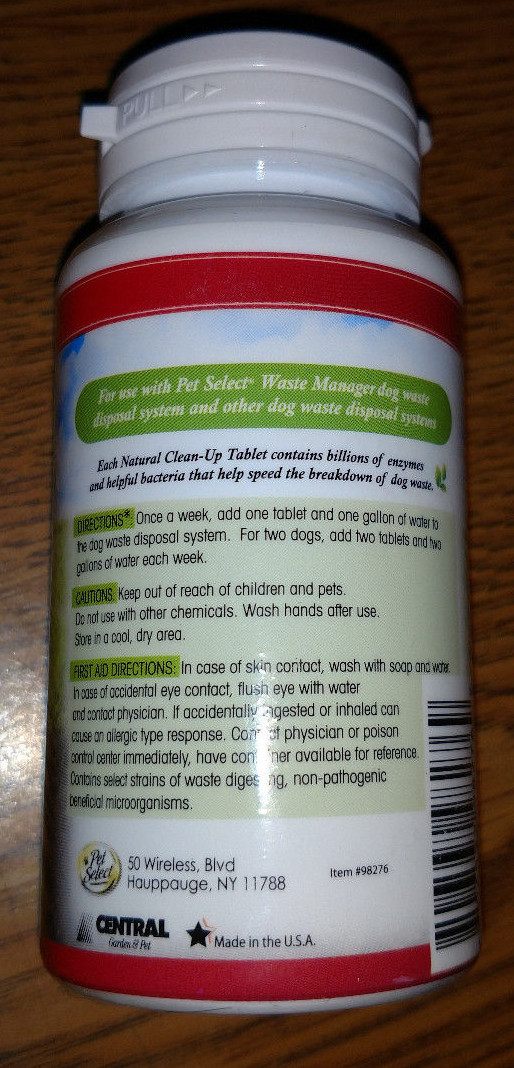 PULL
For use with Pet Select® Waste Manager dog waste
disposal system and other dog waste disposal systems
Each Natural Clean-Up Tablet contains billions of enzymes
and helpful bacteria that help speed the breakdown of dog waste.
DIRECTIONS*: Once a week, add one tablet and one gallon of water to
the dog waste disposal system. For two dogs, add two tablets and two
gallons of water each week.
CAUTIONS: Keep out of reach of children and pets.
Do not use with other chemicals. Wash hands after use.
Store in a cool, dry area.
FIRST AID DIRECTIONS: In case of skin contact, wash with soap and water.
In case of accidental eye contact, flush eye with water
and contact physician. If accidentally ingested or inhaled can
cause an allergic type response. Contact physician or poison
control center immediately, have container available for reference.
Contains select strains of waste digesting, non-pathogenic
beneficial microorganisms.
Pet
Select
50 Wireless, Blvd
Hauppauge, NY 11788
Item #98276
CENTRAL
Garden & Pet
Made in the U.S.A.